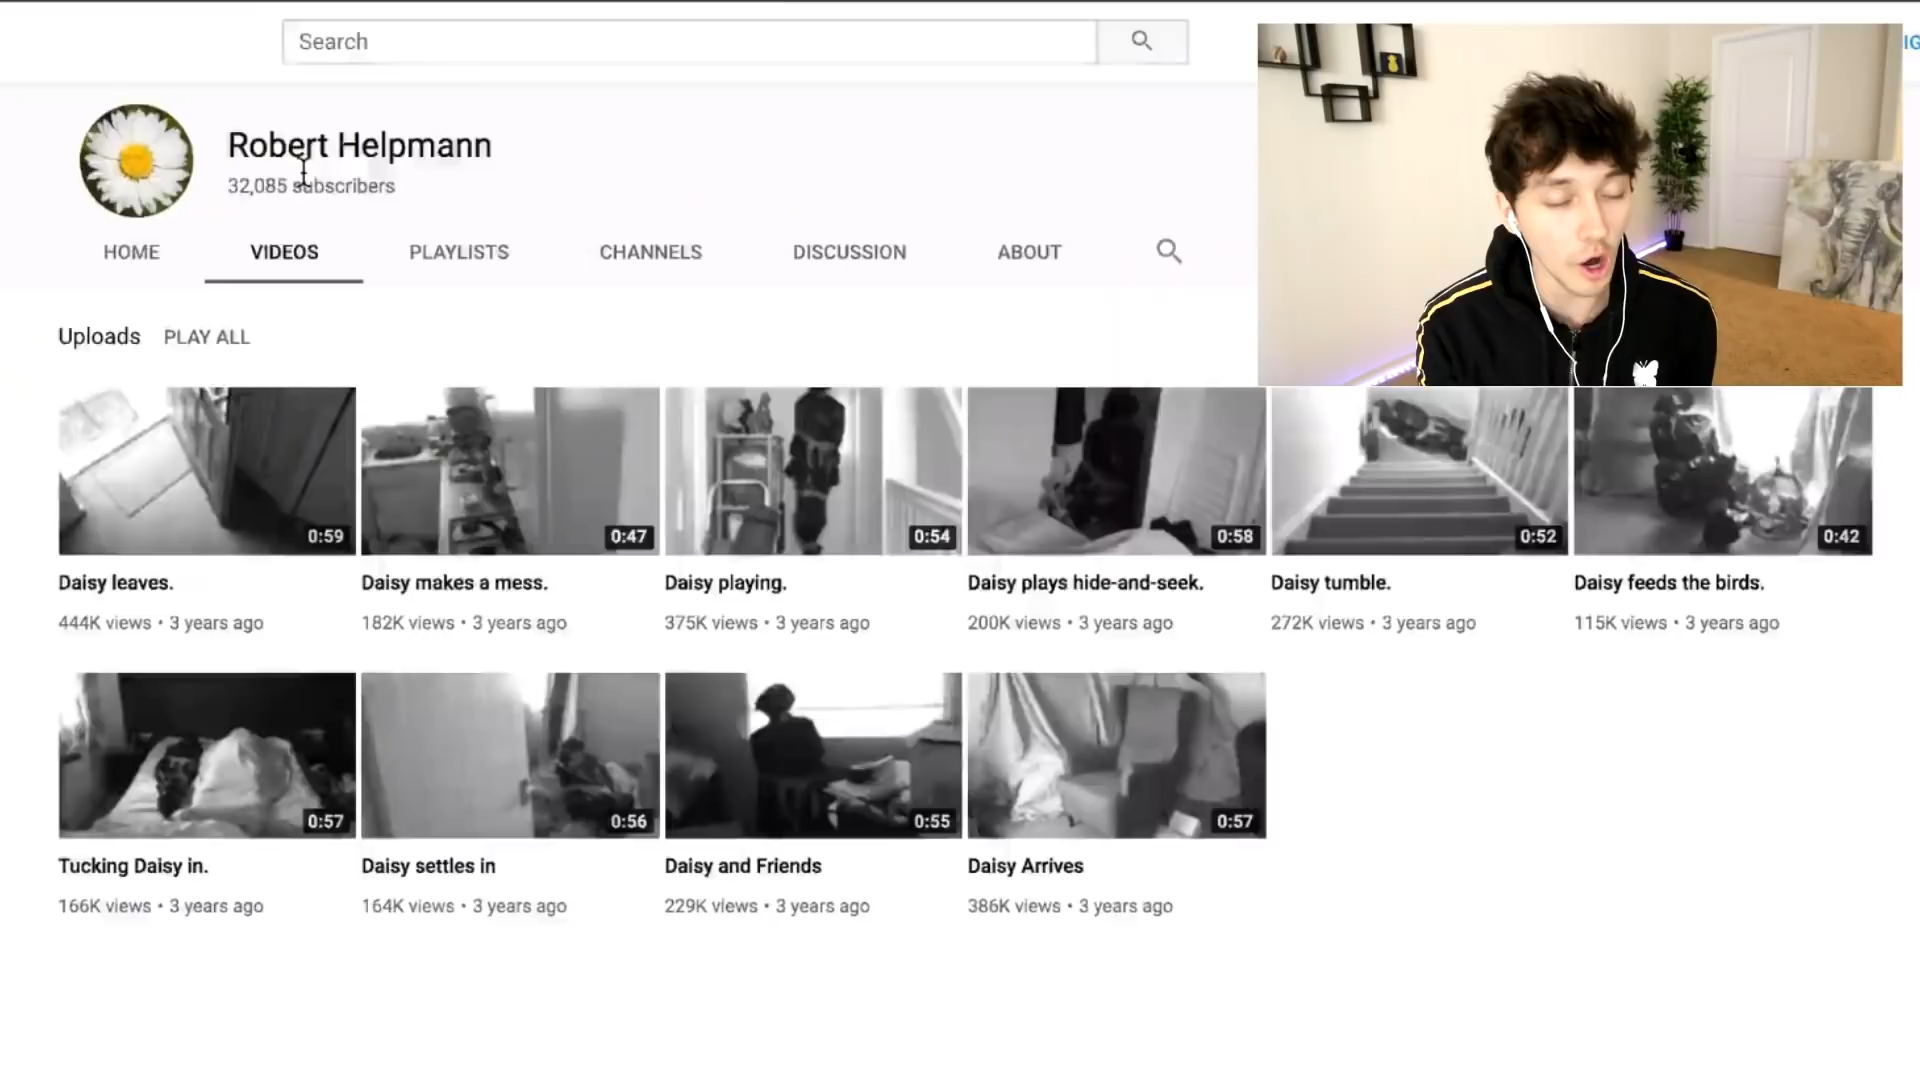 Search
IG
Robert Helpmann
32,085 subscribers
HOME VIDEOS PLAYLISTS CHANNELS DISCUSSION ABOUT
Uploads PLAY ALL
0:59 0:47 0:54 0:58 0:52 0:42
Daisy leaves. Daisy makes a mess. Daisy playing. Daisy plays hide-and-seek. Daisy tumble. Daisy feeds the birds.
444K views • 3 years ago 182K views • 3 years ago 375K views • 3 years ago 200K views • 3 years ago 272K views • 3 years ago 115K views • 3 years ago
0:57 0:56 0:55 0:57
Tucking Daisy in. Daisy settles in Daisy and Friends Daisy Arrives
166K views • 3 years ago 164K views • 3 years ago 229K views • 3 years ago 386K views • 3 years ago